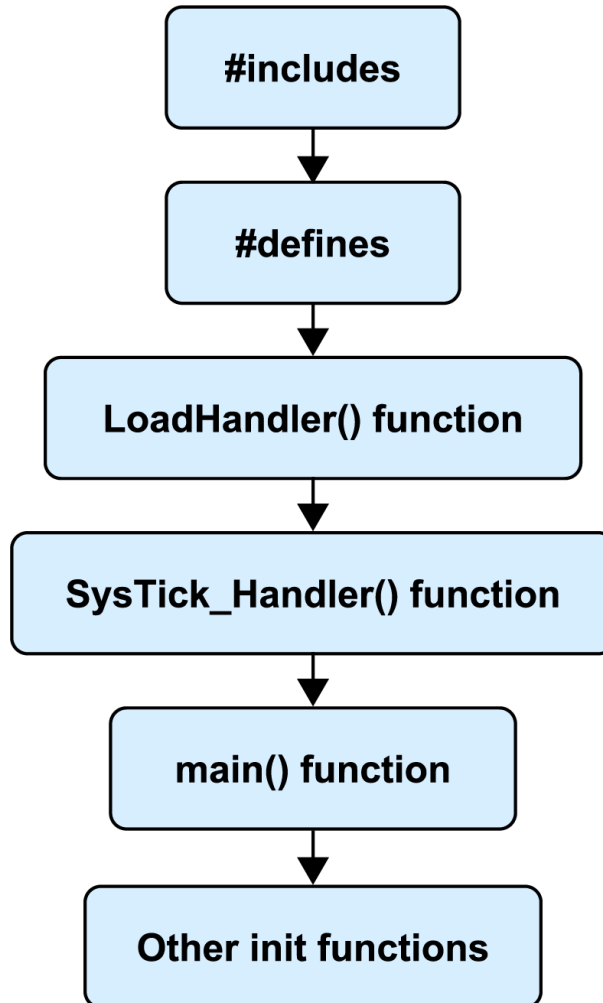 #includes
#defines
LoadHandler() function
SysTick_Handler() function
main() function
Other init functions